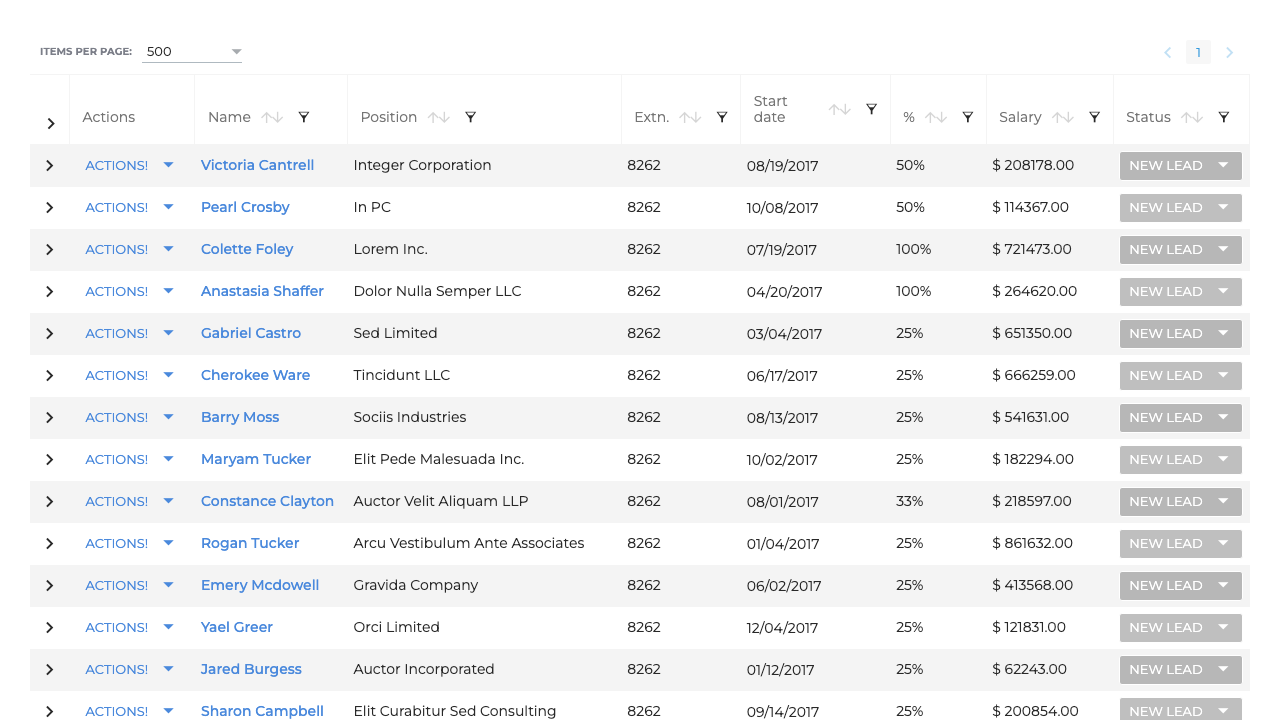 ITEMS PER PAGE: 500 1
Actions Name Position Extn. Start date % Salary Status
ACTIONS! Victoria Cantrell Integer Corporation 8262 08/19/2017 50% $ 208178.00 NEW LEAD
ACTIONS! Pearl Crosby In PC 8262 10/08/2017 50% $ 114367.00 NEW LEAD
ACTIONS! Colette Foley Lorem Inc. 8262 07/19/2017 100% $ 721473.00 NEW LEAD
ACTIONS! Anastasia Shaffer Dolor Nulla Semper LLC 8262 04/20/2017 100% $ 264620.00 NEW LEAD
ACTIONS! Gabriel Castro Sed Limited 8262 03/04/2017 25% $ 651350.00 NEW LEAD
ACTIONS! Cherokee Ware Tincidunt LLC 8262 06/17/2017 25% $ 666259.00 NEW LEAD
ACTIONS! Barry Moss Sociis Industries 8262 08/13/2017 25% $ 541631.00 NEW LEAD
ACTIONS! Maryam Tucker Elit Pede Malesuada Inc. 8262 10/02/2017 25% $ 182294.00 NEW LEAD
ACTIONS! Constance Clayton Auctor Velit Aliquam LLP 8262 08/01/2017 33% $ 218597.00 NEW LEAD
ACTIONS! Rogan Tucker Arcu Vestibulum Ante Associates 8262 01/04/2017 25% $ 861632.00 NEW LEAD
ACTIONS! Emery Mcdowell Gravida Company 8262 06/02/2017 25% $ 413568.00 NEW LEAD
ACTIONS! Yael Greer Orci Limited 8262 12/04/2017 25% $ 121831.00 NEW LEAD
ACTIONS! Jared Burgess Auctor Incorporated 8262 01/12/2017 25% $ 62243.00 NEW LEAD
ACTIONS! Sharon Campbell Elit Curabitur Sed Consulting 8262 09/14/2017 25% $ 200854.00 NEW LEAD